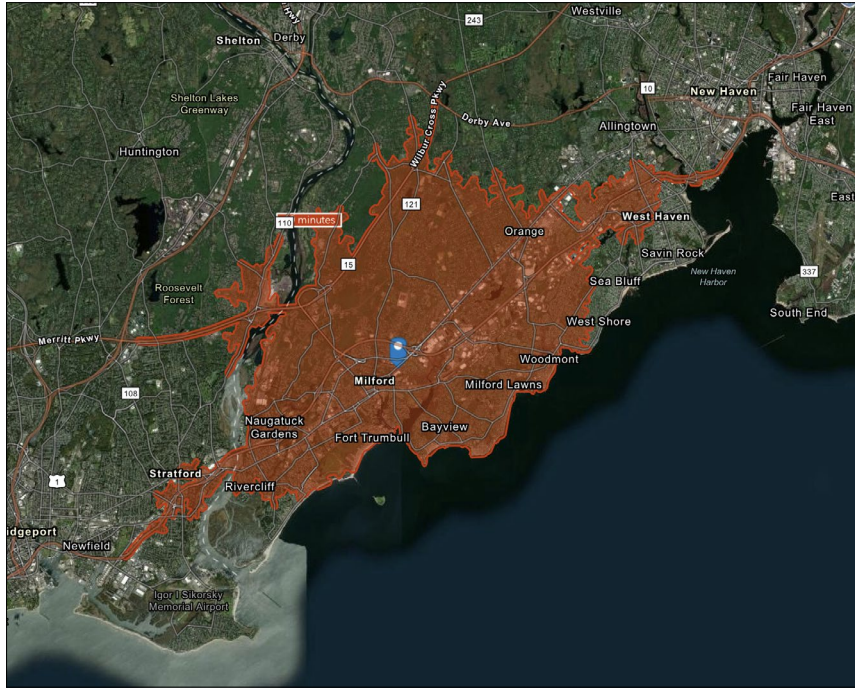 Hwy
Westville
243
Shelton
Derby
Fair Haven
10
New Haven
Shelton Lakes
Greenway
Wilbur Cross Pkwy
Derby Ave
Fair Haven
East
Allingtown
Huntington
East
121
110
minutes
West Haven
Orange
15
Savin Rock
New Haven
Harbor
337
Sea Bluff
Roosevelt
Forest
South End
West Shore
Merritt Pkwy
Woodmont
Milford
Milford Lawns
108
Naugatuck
Gardens
Bayview
Fort Trumbull
Stratford
1
Rivercliff
idgeport
Newfield
Igor I Sikorsky
Memorial Airport